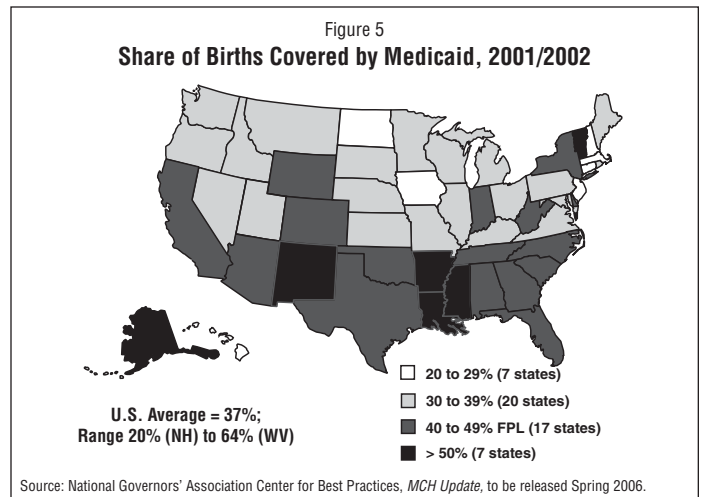 Figure 5
Share of Births Covered by Medicaid, 2001/2002
20 to 29% (7 states)
30 to 39% (20 states)
40 to 49% FPL (17 states)
> 50% (7 states)
U.S. Average = 37%;
Range 20% (NH) to 64% (WV)
Source: National Governors' Association Center for Best Practices, MCH Update, to be released Spring 2006.